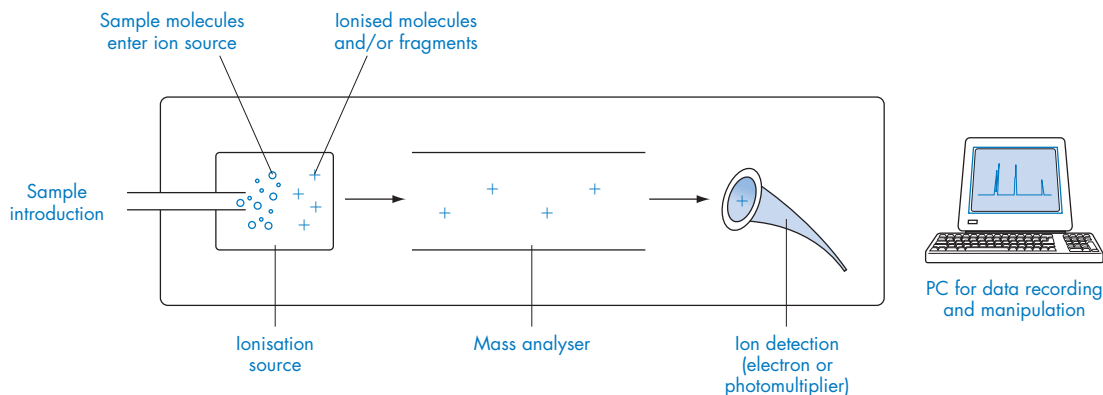 Sample molecules
enter ion source
Ionised molecules
and/or fragments
Sample
introduction
Ionisation
source
Mass analyser
Ion detection
(electron or
photomultiplier)
PC for data recording
and manipulation